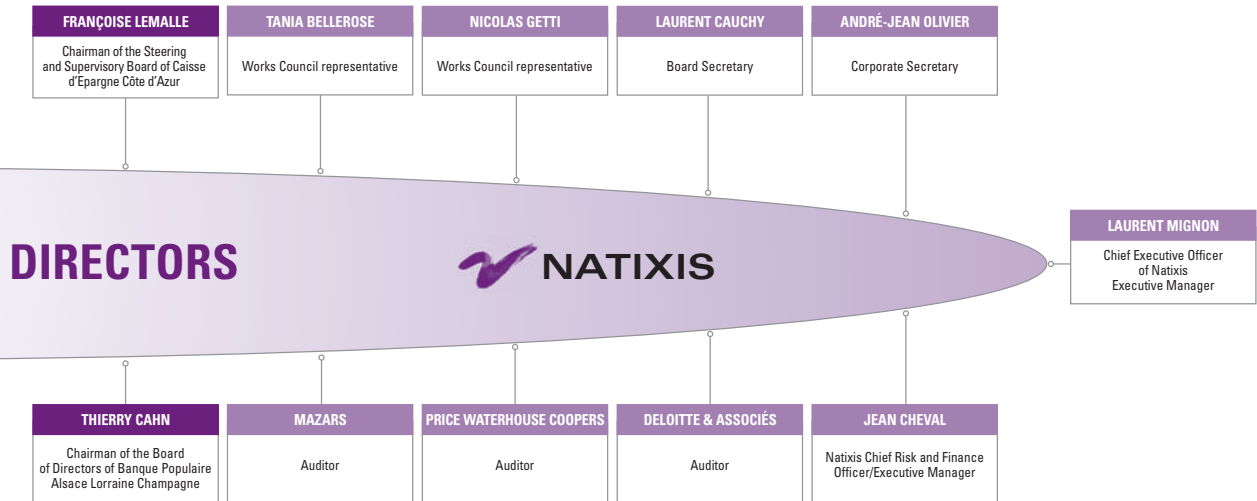 FRANÇOISE LEMALLE
Chairman of the Steering
and Supervisory Board of Caisse
d'Epargne Côte d'Azur
TANIA BELLEROSE
Works Council representative
NICOLAS GETTI
Works Council representative
LAURENT CAUCHY
Board Secretary
ANDRÉ-JEAN OLIVIER
Corporate Secretary
DIRECTORS
NATIXIS
LAURENT MIGNON
Chief Executive Officer
of Natixis
Executive Manager
THIERRY CAHN
Chairman of the Board
of Directors of Banque Populaire
Alsace Lorraine Champagne
MAZARS
Auditor
PRICE WATERHOUSE COOPERS
Auditor
DELOITTE & ASSOCIÉS
Auditor
JEAN CHEVAL
Natixis Chief Risk and Finance
Officer/Executive Manager